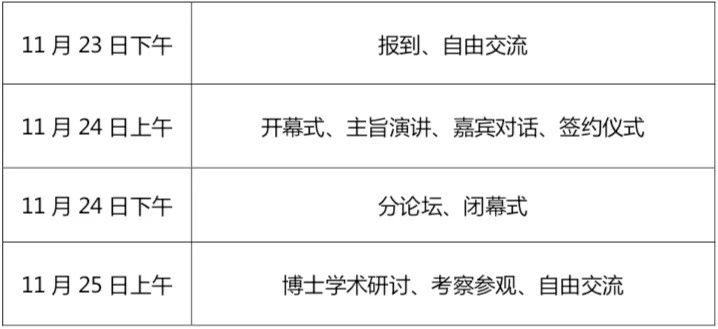 11 月 23 日下午 报到、自由交流
11 月 24 日上午 开幕式、主旨演讲、嘉宾对话、签约仪式
11 月 24 日下午 分论坛、闭幕式
11 月 25 日上午 博士学术研讨、考察参观、自由交流